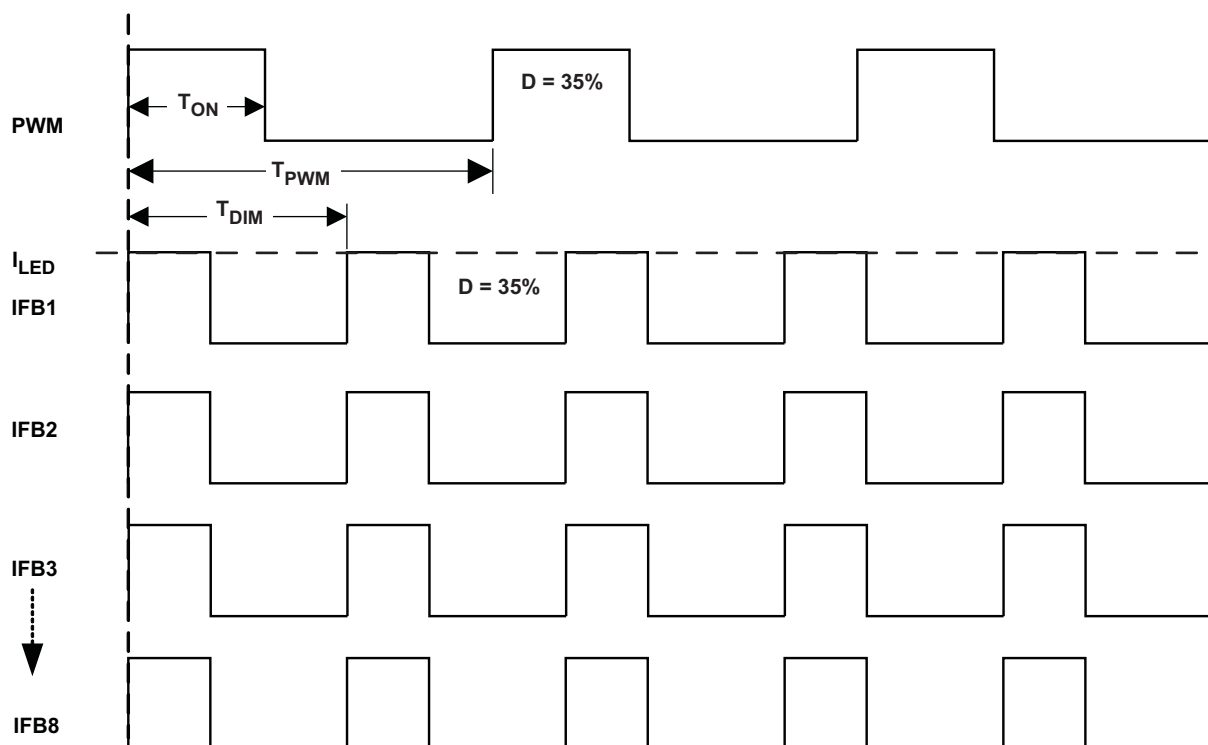 D = 35%
T_ON
PWM
T_PWM
T_DIM
I_LED
D = 35%
IFB1
IFB2
IFB3
IFB8